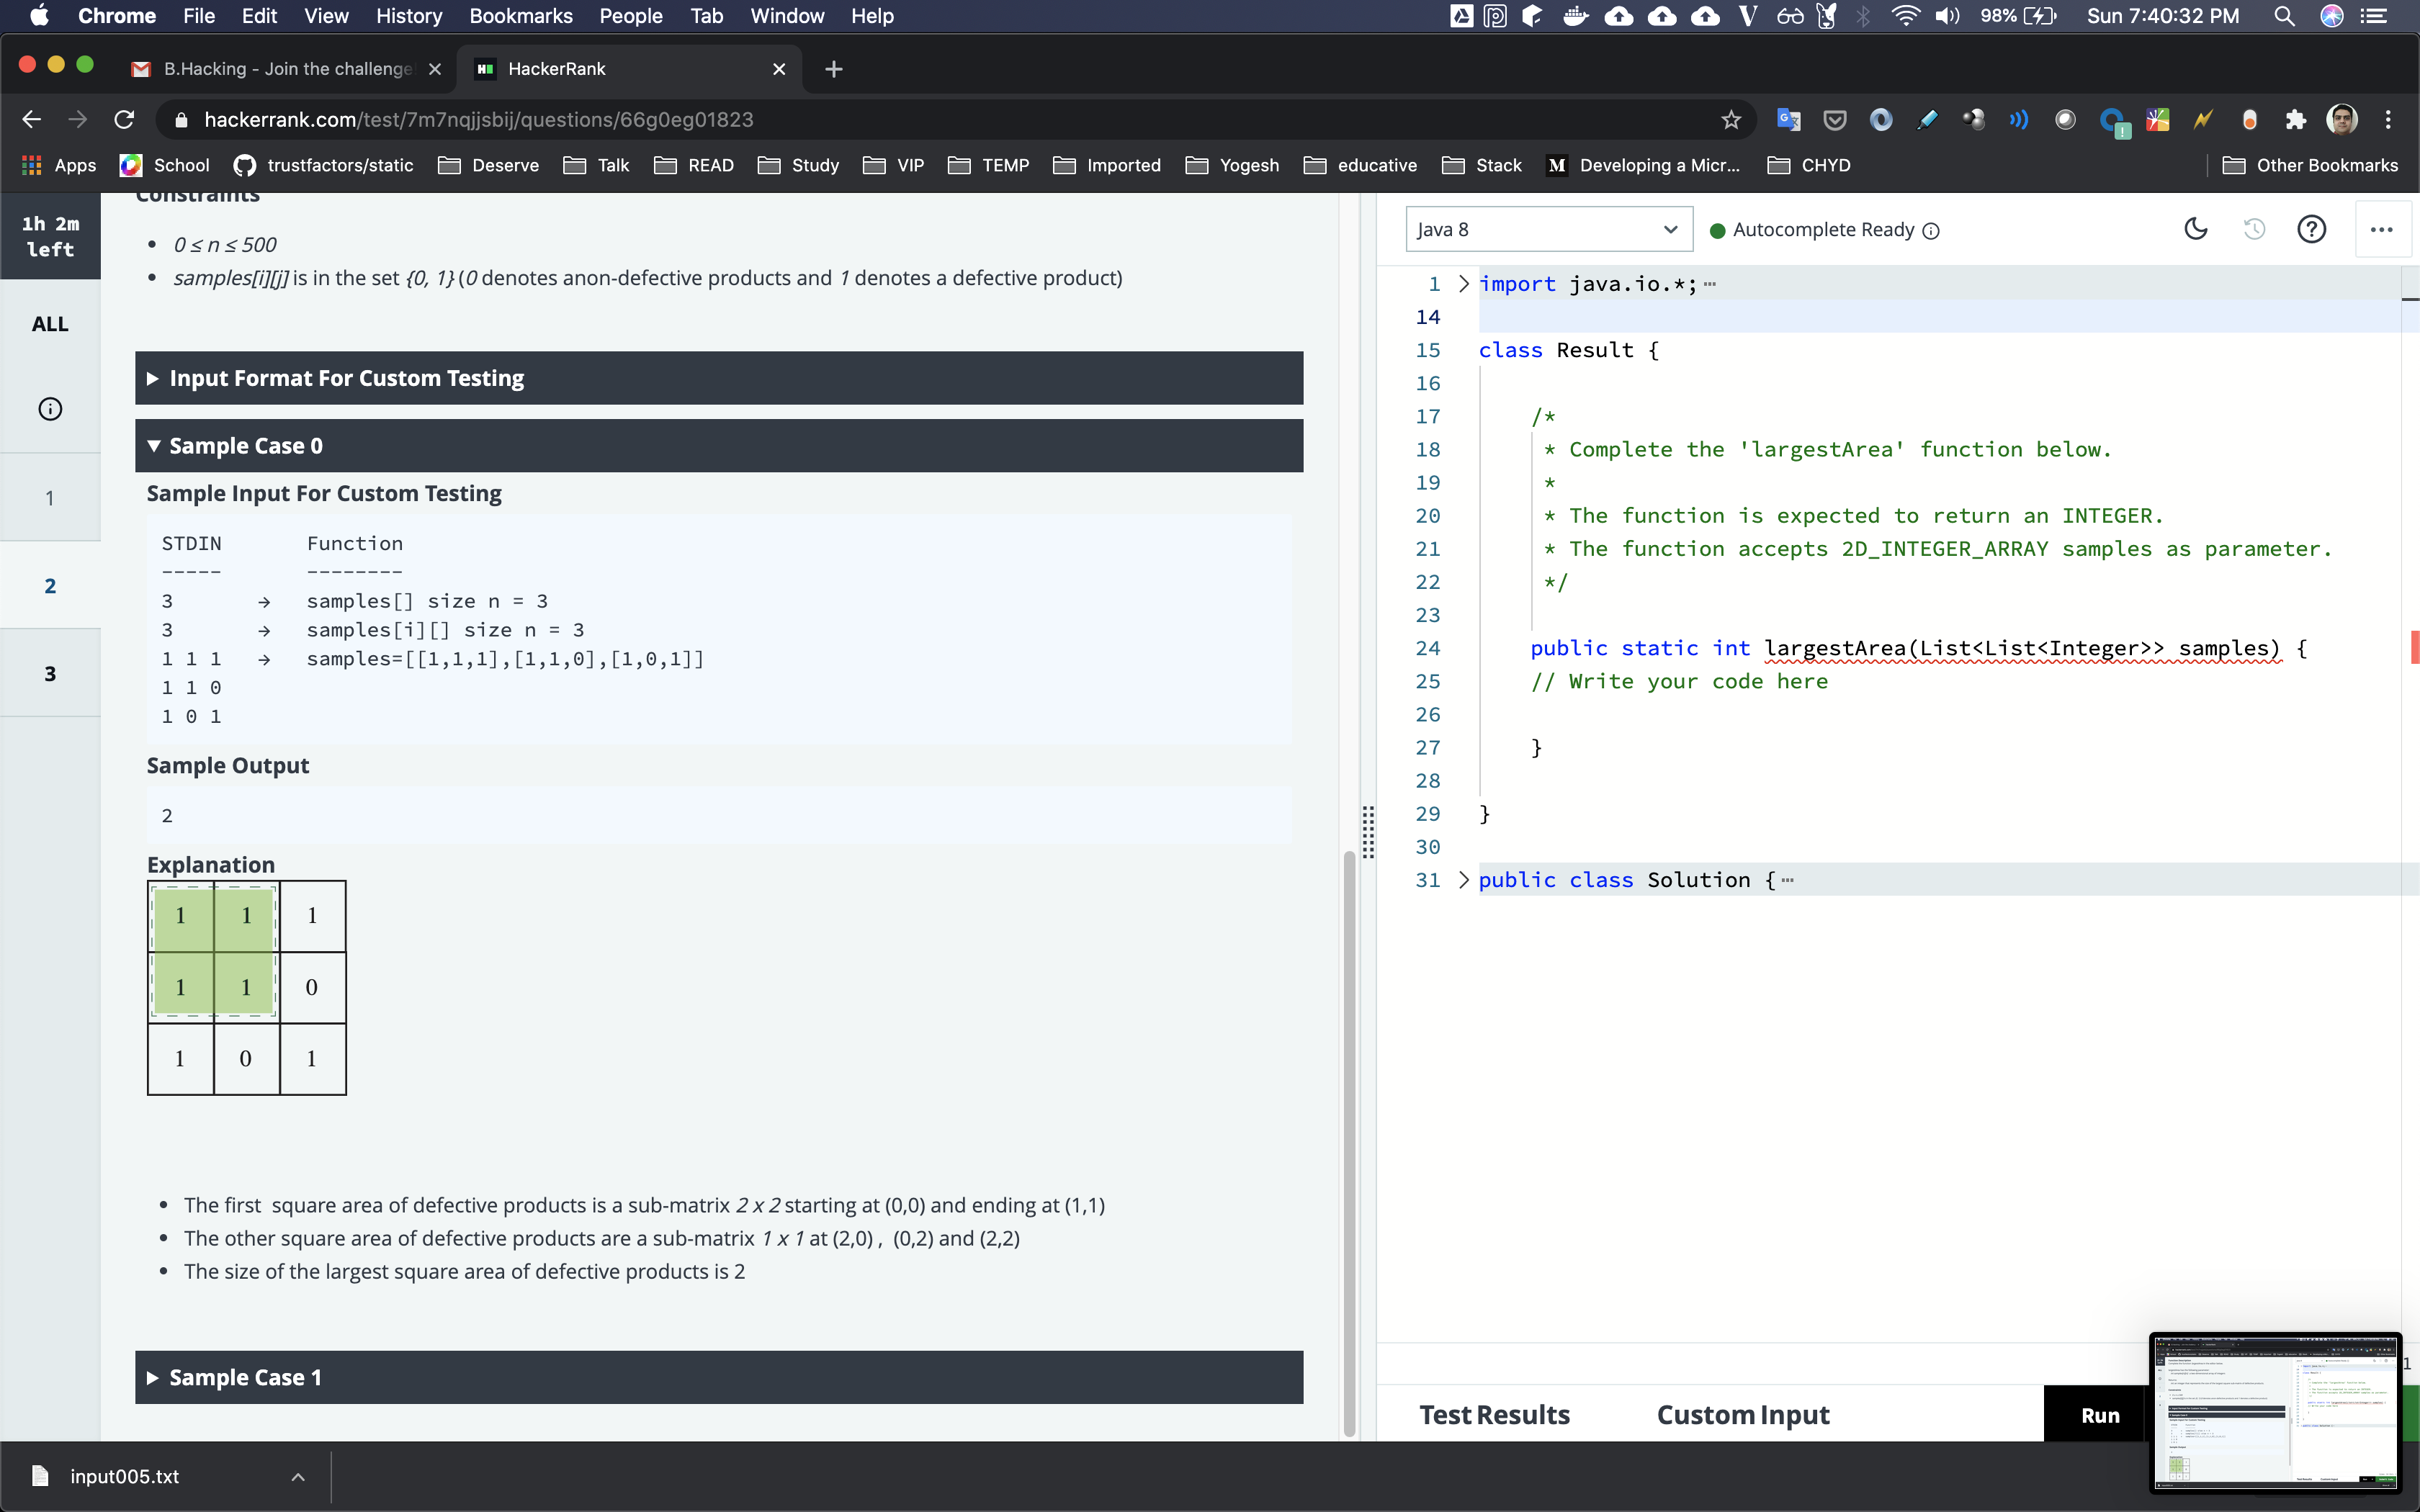 Chrome File Edit View History Bookmarks People Tab Window Help 98% Sun 7:40:32 PM
B.Hacking - Join the challenge HackerRank
hackerrank.com/test/7m7nqjjsbij/questions/66g0eg01823
Apps School trustfactors/static Deserve Talk READ Study VIP TEMP Imported Yogesh educative Stack Developing a Micr... CHYD Other Bookmarks
1h 2m
left
ALL
1
2
3
Constraints
• 0 ≤ n ≤ 500
• samples[i][j] is in the set {0, 1} (0 denotes anon-defective products and 1 denotes a defective product)
Input Format For Custom Testing
Sample Case 0
Sample Input For Custom Testing
STDIN Function
----- --------
3 → samples[] size n = 3
3 → samples[i][] size n = 3
1 1 1 → samples=[[1,1,1],[1,1,0],[1,0,1]]
1 1 0
1 0 1
Sample Output
2
Explanation
1 1 1
1 1 0
1 0 1
• The first square area of defective products is a sub-matrix 2 x 2 starting at (0,0) and ending at (1,1)
• The other square area of defective products are a sub-matrix 1 x 1 at (2,0) , (0,2) and (2,2)
• The size of the largest square area of defective products is 2
Sample Case 1
Java 8 Autocomplete Ready
1 import java.io.*;
14
15 class Result {
16
17 /*
18 * Complete the 'largestArea' function below.
19 *
20 * The function is expected to return an INTEGER.
21 * The function accepts 2D_INTEGER_ARRAY samples as parameter.
22 */
23
24 public static int largestArea(List<List<Integer>> samples) {
25 // Write your code here
26
27 }
28
29 }
30
31 public class Solution {
Test Results Custom Input Run
input005.txt